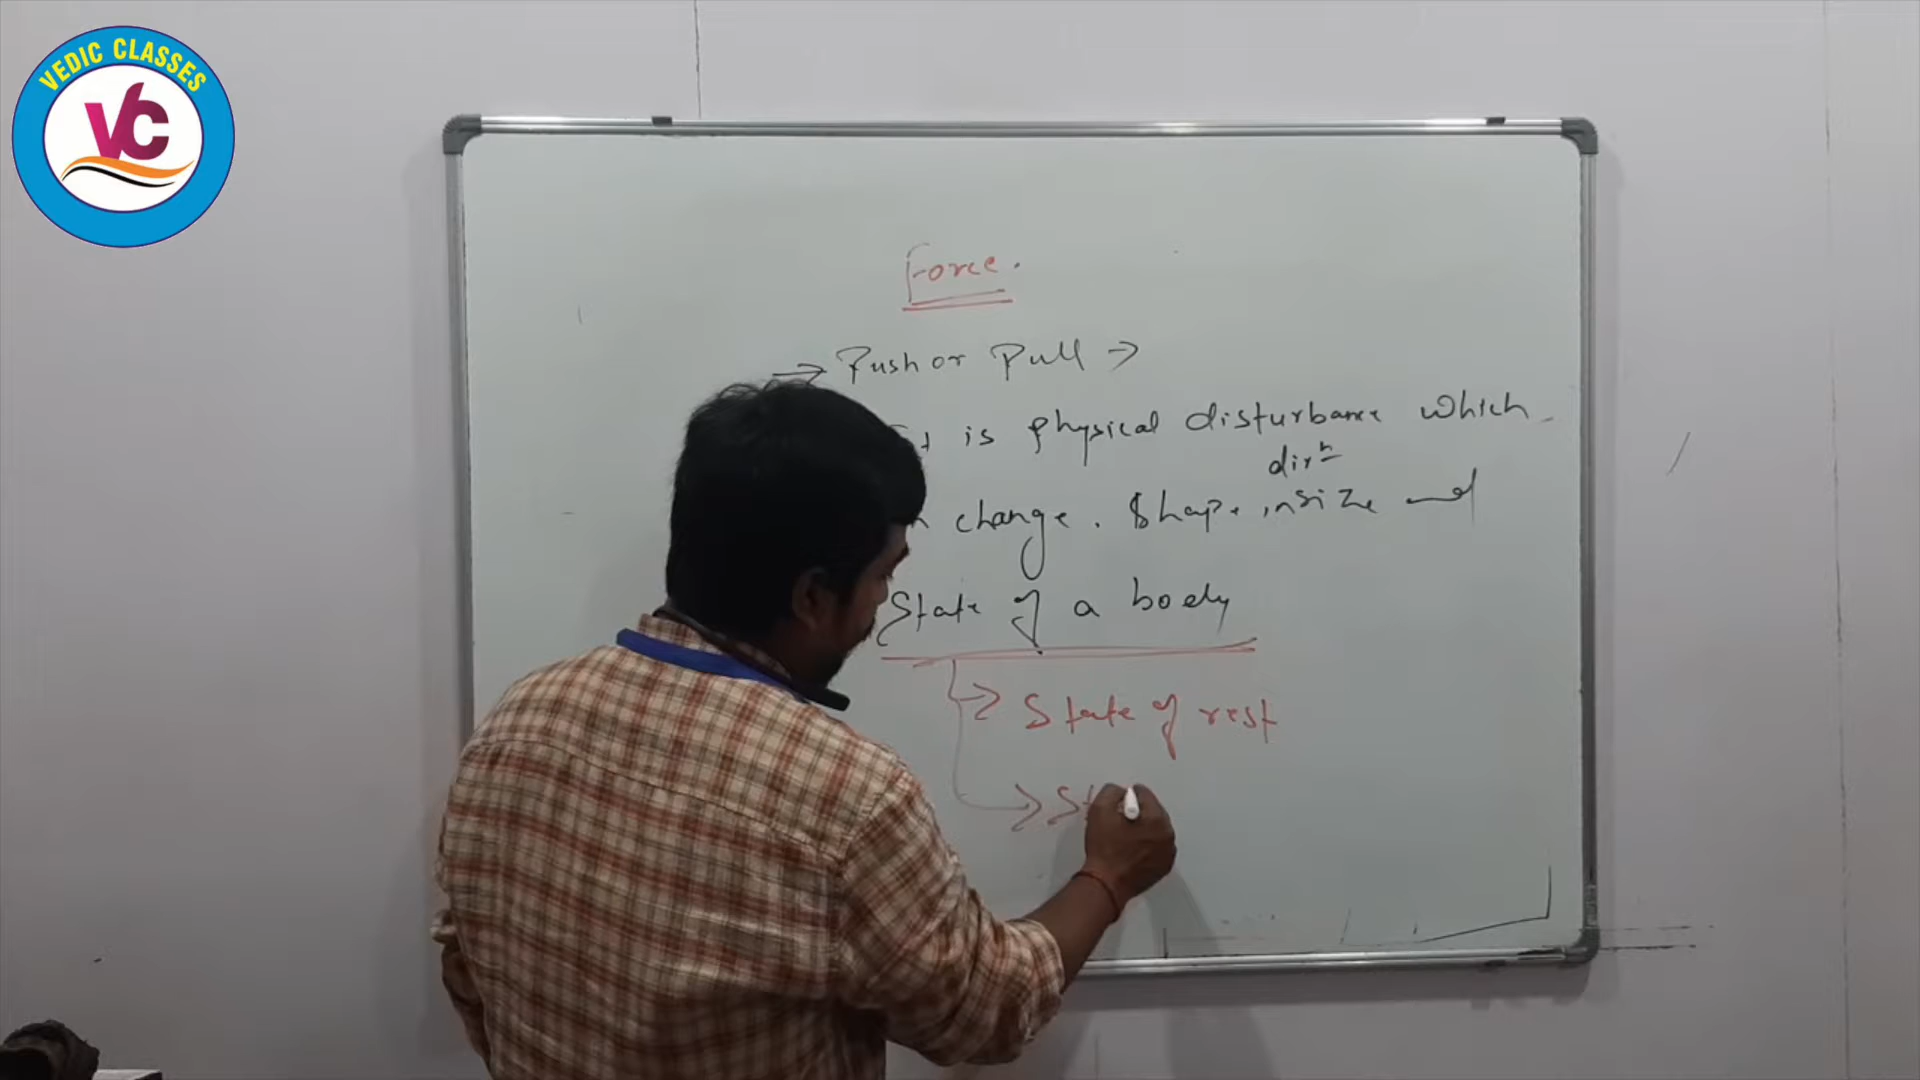 VEDIC CLASSES
VC
Force.
→ Push or Pull →
is physical disturbance which
dirn
change. Shape, in size and
State of a body
→ State of rest
→ St